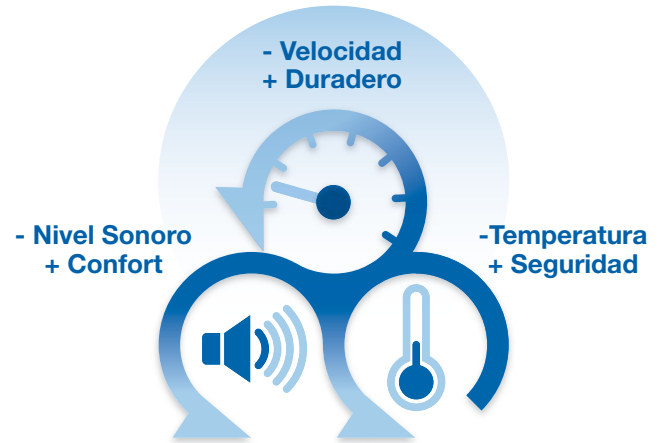 - Velocidad
+ Duradero
- Nivel Sonoro
+ Confort
-Temperatura
+ Seguridad